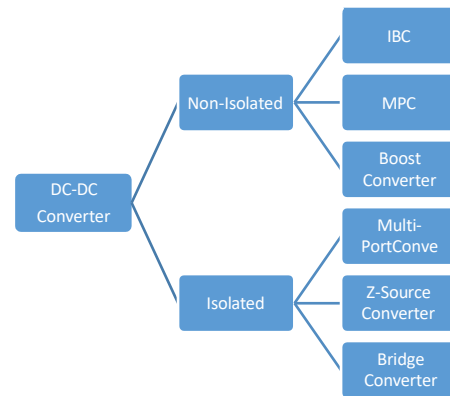 IBC
Non-Isolated
MPC
Boost
Converter
DC-DC
Converter
Multi-
PortConve
Isolated
Z-Source
Converter
Bridge
Converter